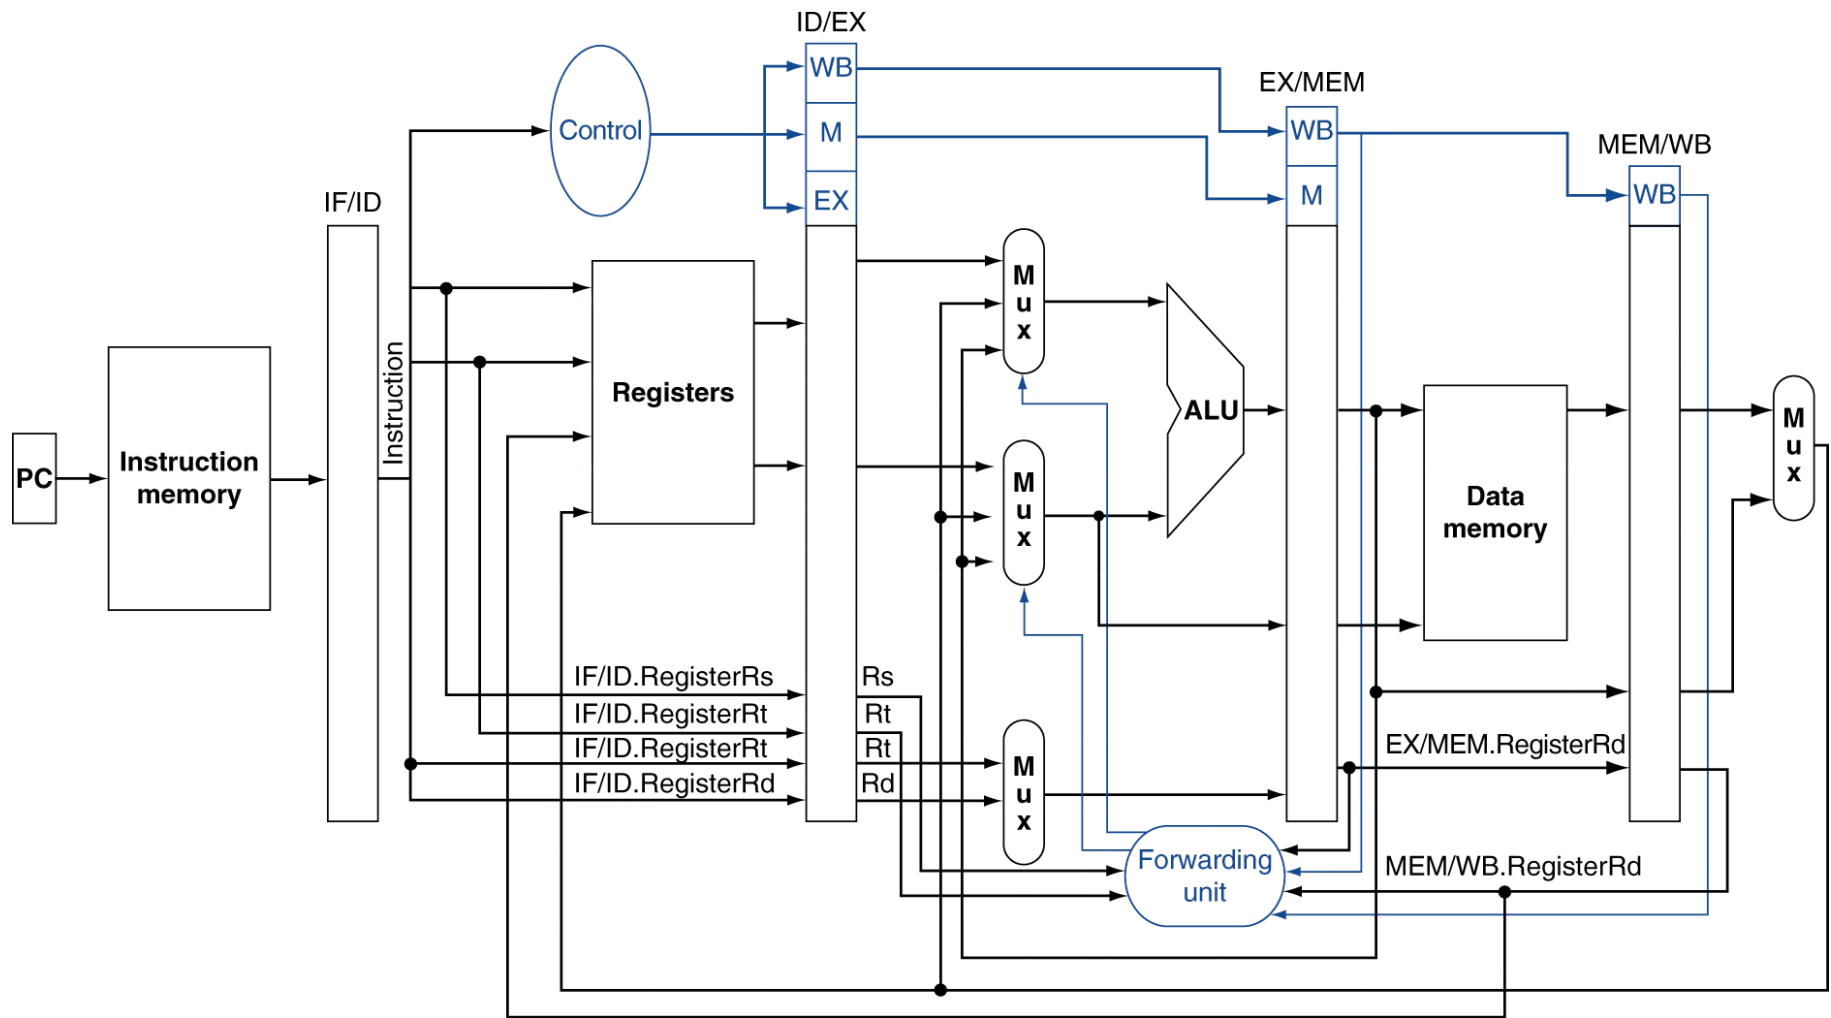 ID/EX
WB
EX/MEM
Control
M
WB
MEM/WB
IF/ID
EX
M
WB
M
u
x
Instruction
Registers
ALU
M
u
x
PC
Instruction
memory
M
u
x
Data
memory
IF/ID.RegisterRs
Rs
IF/ID.RegisterRt
Rt
IF/ID.RegisterRt
Rt
IF/ID.RegisterRd
Rd
M
u
x
EX/MEM.RegisterRd
Forwarding
unit
MEM/WB.RegisterRd